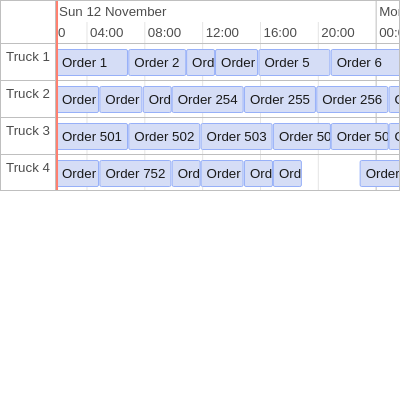 Sun 12 November Mo
0 04:00 08:00 12:00 16:00 20:00 00:
Truck 1 Order 1 Order 2 Ord Order Order 5 Order 6
Truck 2 Order Order Ord Order 254 Order 255 Order 256
Truck 3 Order 501 Order 502 Order 503 Order 50 Order 50
Truck 4 Order Order 752 Ord Order Ord Ord Order